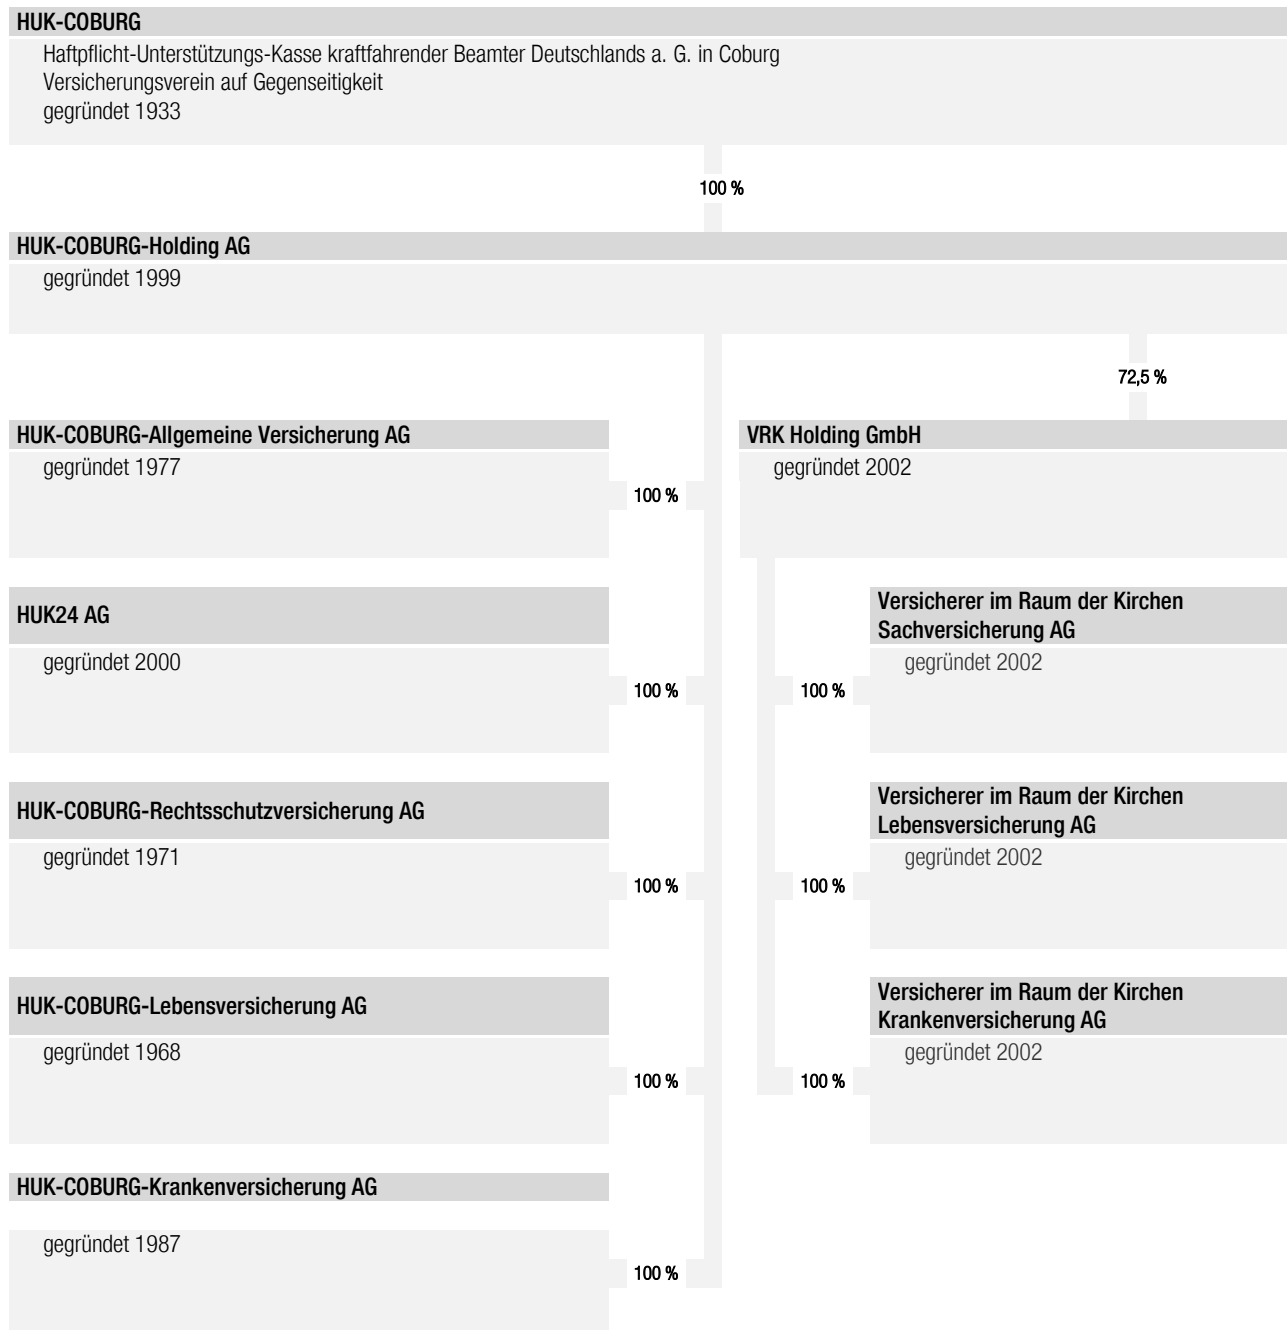 HUK-COBURG
Haftpflicht-Unterstützungs-Kasse kraftfahrender Beamter Deutschlands a. G. in Coburg
Versicherungsverein auf Gegenseitigkeit
gegründet 1933
100 %
HUK-COBURG-Holding AG
gegründet 1999
72,5 %
HUK-COBURG-Allgemeine Versicherung AG
gegründet 1977
100 %
VRK Holding GmbH
gegründet 2002
HUK24 AG
gegründet 2000
100 %
Versicherer im Raum der Kirchen
Sachversicherung AG
gegründet 2002
100 %
HUK-COBURG-Rechtsschutzversicherung AG
gegründet 1971
100 %
Versicherer im Raum der Kirchen
Lebensversicherung AG
gegründet 2002
100 %
HUK-COBURG-Lebensversicherung AG
gegründet 1968
100 %
Versicherer im Raum der Kirchen
Krankenversicherung AG
gegründet 2002
100 %
HUK-COBURG-Krankenversicherung AG
gegründet 1987
100 %